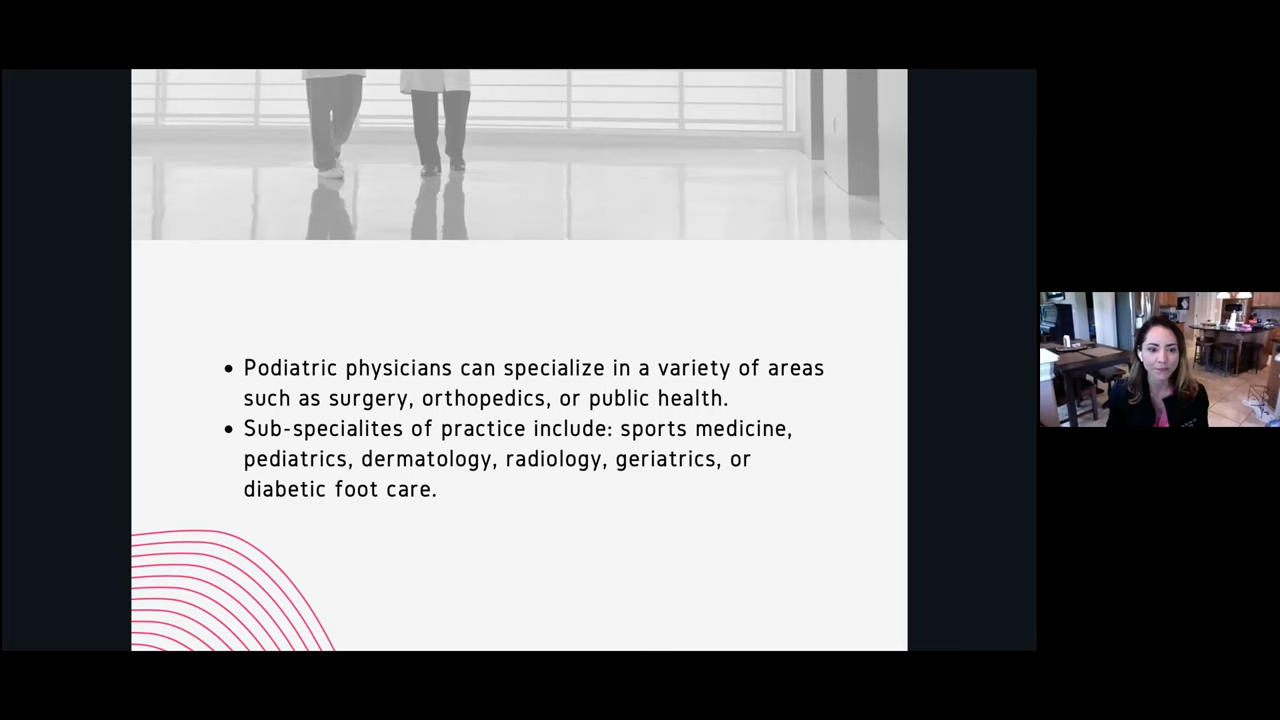 • Podiatric physicians can specialize in a variety of areas
such as surgery, orthopedics, or public health.
• Sub-specialites of practice include: sports medicine,
pediatrics, dermatology, radiology, geriatrics, or
diabetic foot care.